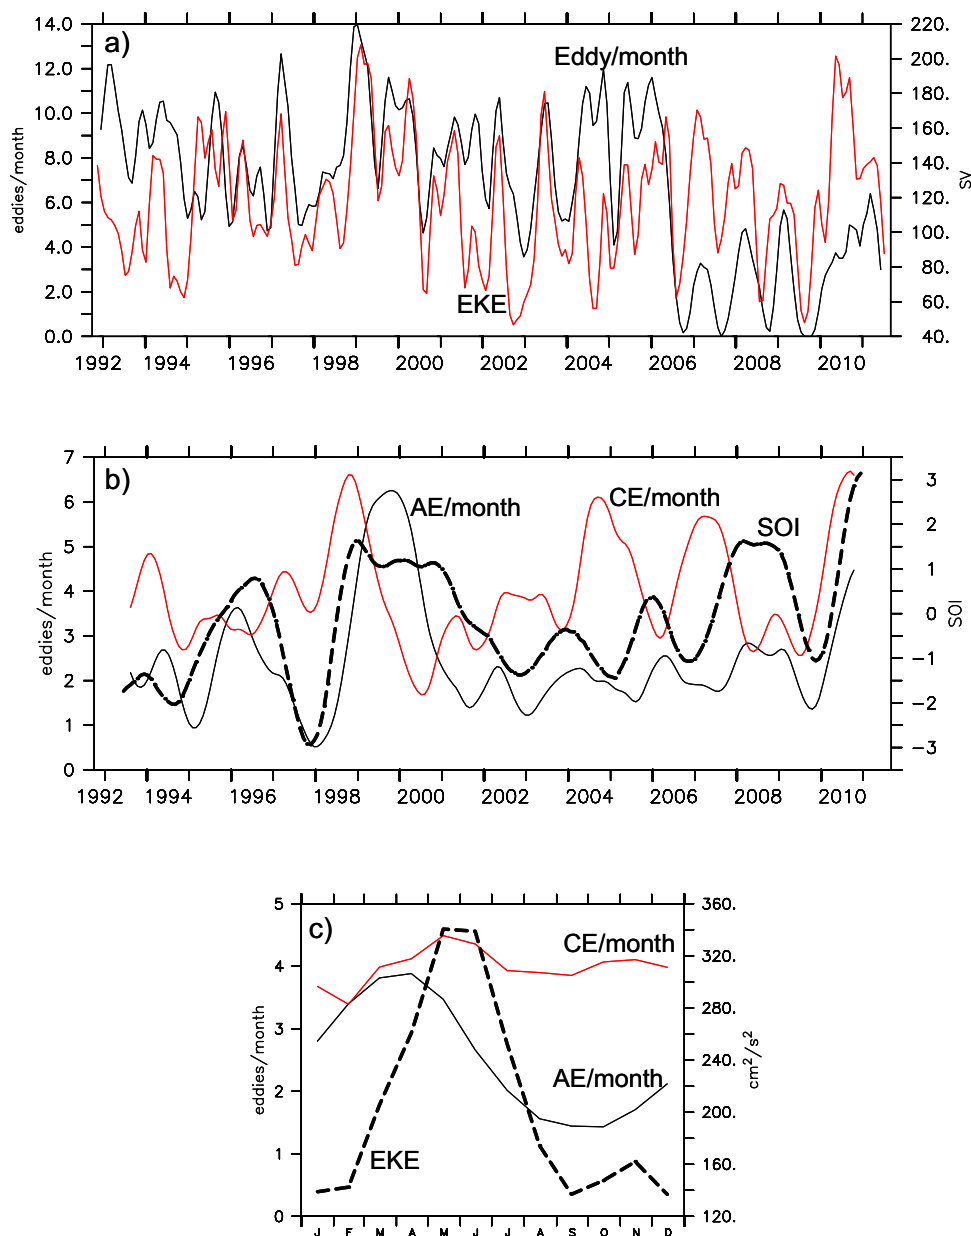 a)
Eddy/month
EKE
14.0
12.0
10.0
8.0
6.0
4.0
2.0
0.0
eddies/month
220.
200.
180.
160.
140.
120.
100.
80.
60.
40.
SV
1992 1994 1996 1998 2000 2002 2004 2006 2008 2010
b)
AE/month
CE/month
SOI
7
6
5
4
3
2
1
0
eddies/month
3
2
1
0
−1
−2
−3
SOI
1992 1994 1996 1998 2000 2002 2004 2006 2008 2010
c)
CE/month
AE/month
EKE
5
4
3
2
1
0
eddies/month
360.
320.
280.
240.
200.
160.
120.
cm²/s²
J F M A M J J A S O N D